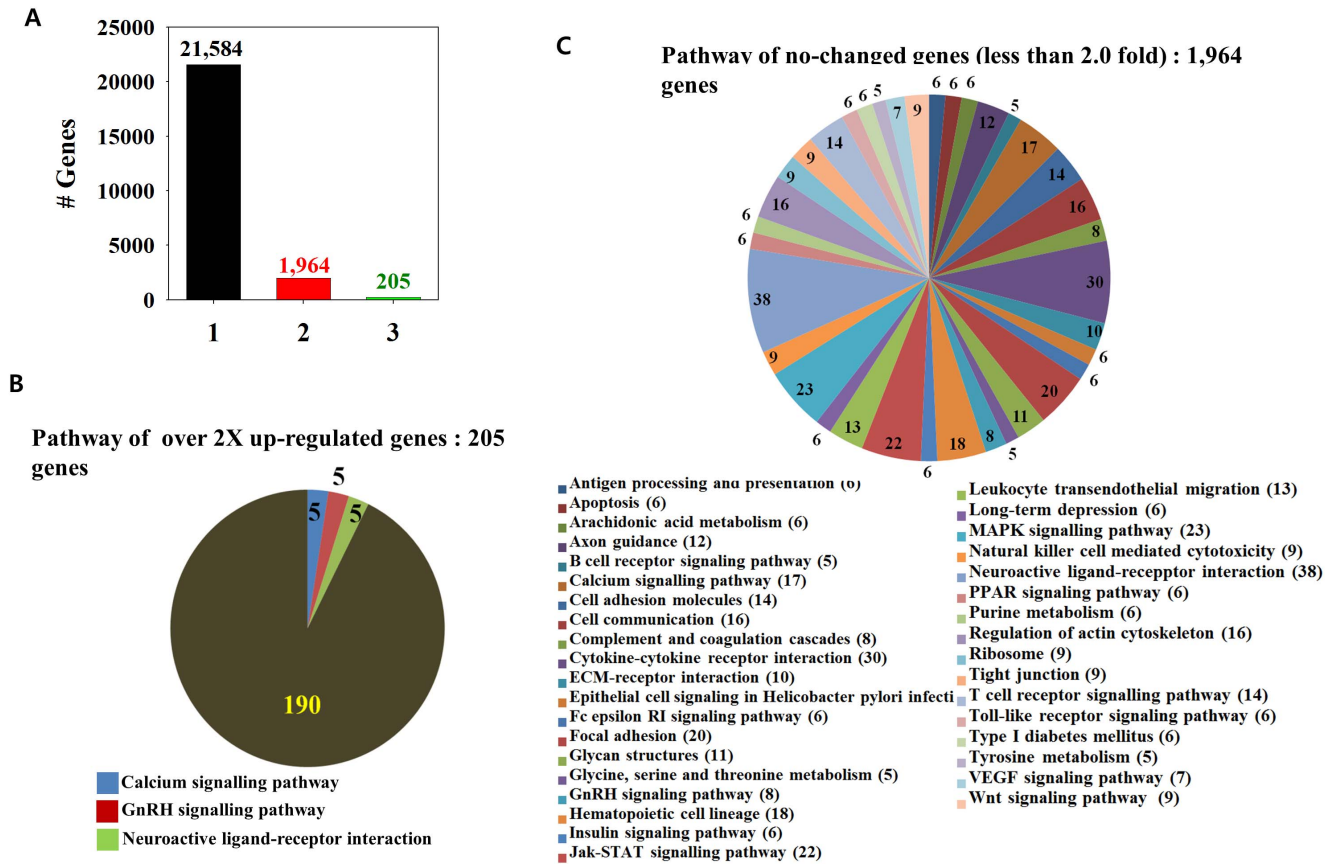 A
25000
20000
15000
10000
5000
0
# Genes
21,584
1,964
205
1
2
3
B
Pathway of over 2X up-regulated genes : 205
genes
5
5
5
190
Calcium signalling pathway
GnRH signalling pathway
Neuroactive ligand-receptor interaction
C
Pathway of no-changed genes (less than 2.0 fold) : 1,964
genes
6
6
6
12
5
17
14
16
8
30
10
6
6
20
11
5
8
18
6
22
13
6
23
9
38
6
6
16
9
9
14
6
6
5
7
9
Antigen processing and presentation (6)
Apoptosis (6)
Arachidonic acid metabolism (6)
Axon guidance (12)
B cell receptor signaling pathway (5)
Calcium signalling pathway (17)
Cell adhesion molecules (14)
Cell communication (16)
Complement and coagulation cascades (8)
Cytokine-cytokine receptor interaction (30)
ECM-receptor interaction (10)
Epithelial cell signaling in Helicobacter pylori infecti
Fc epsilon RI signaling pathway (6)
Focal adhesion (20)
Glycan structures (11)
Glycine, serine and threonine metabolism (5)
GnRH signaling pathway (8)
Hematopoietic cell lineage (18)
Insulin signaling pathway (6)
Jak-STAT signalling pathway (22)
Leukocyte transendothelial migration (13)
Long-term depression (6)
MAPK signalling pathway (23)
Natural killer cell mediated cytotoxicity (9)
Neuroactive ligand-recepptor interaction (38)
PPAR signaling pathway (6)
Purine metabolism (6)
Regulation of actin cytoskeleton (16)
Ribosome (9)
Tight junction (9)
T cell receptor signalling pathway (14)
Toll-like receptor signaling pathway (6)
Type I diabetes mellitus (6)
Tyrosine metabolism (5)
VEGF signaling pathway (7)
Wnt signaling pathway (9)